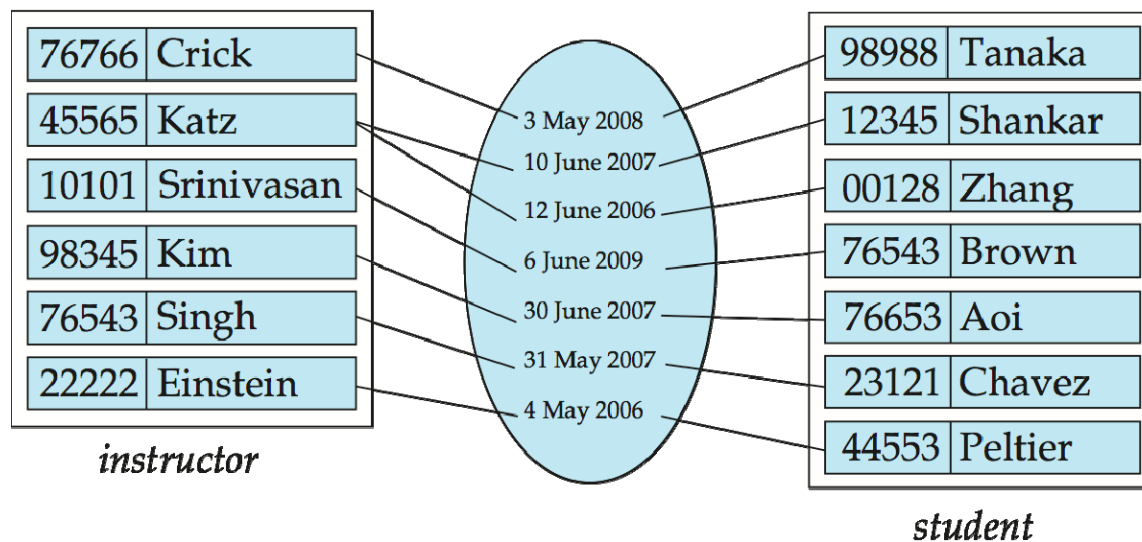 76766 Crick
45565 Katz
10101 Srinivasan
98345 Kim
76543 Singh
22222 Einstein
instructor
3 May 2008
10 June 2007
12 June 2006
6 June 2009
30 June 2007
31 May 2007
4 May 2006
98988 Tanaka
12345 Shankar
00128 Zhang
76543 Brown
76653 Aoi
23121 Chavez
44553 Peltier
student